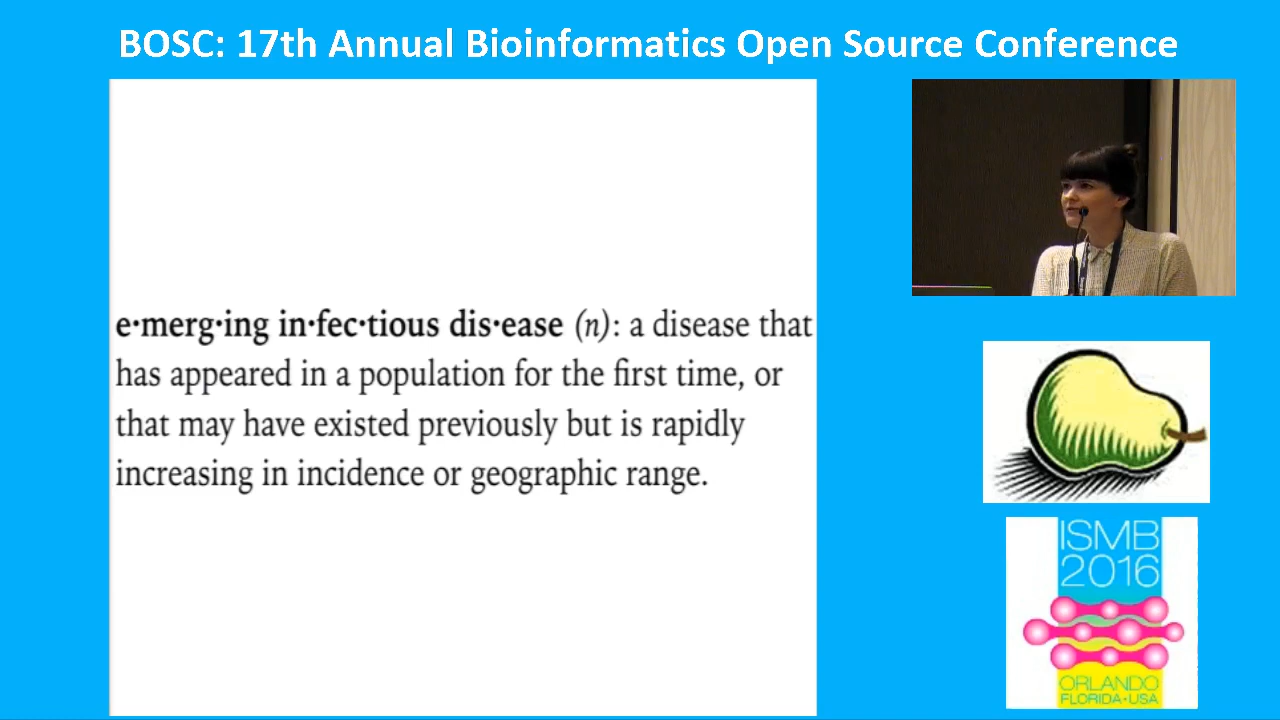 BOSC: 17th Annual Bioinformatics Open Source Conference
e·merg·ing in·fec·tious dis·ease (n): a disease that
has appeared in a population for the first time, or
that may have existed previously but is rapidly
increasing in incidence or geographic range.
ISMB
2016
ORLANDO
FLORIDA·USA